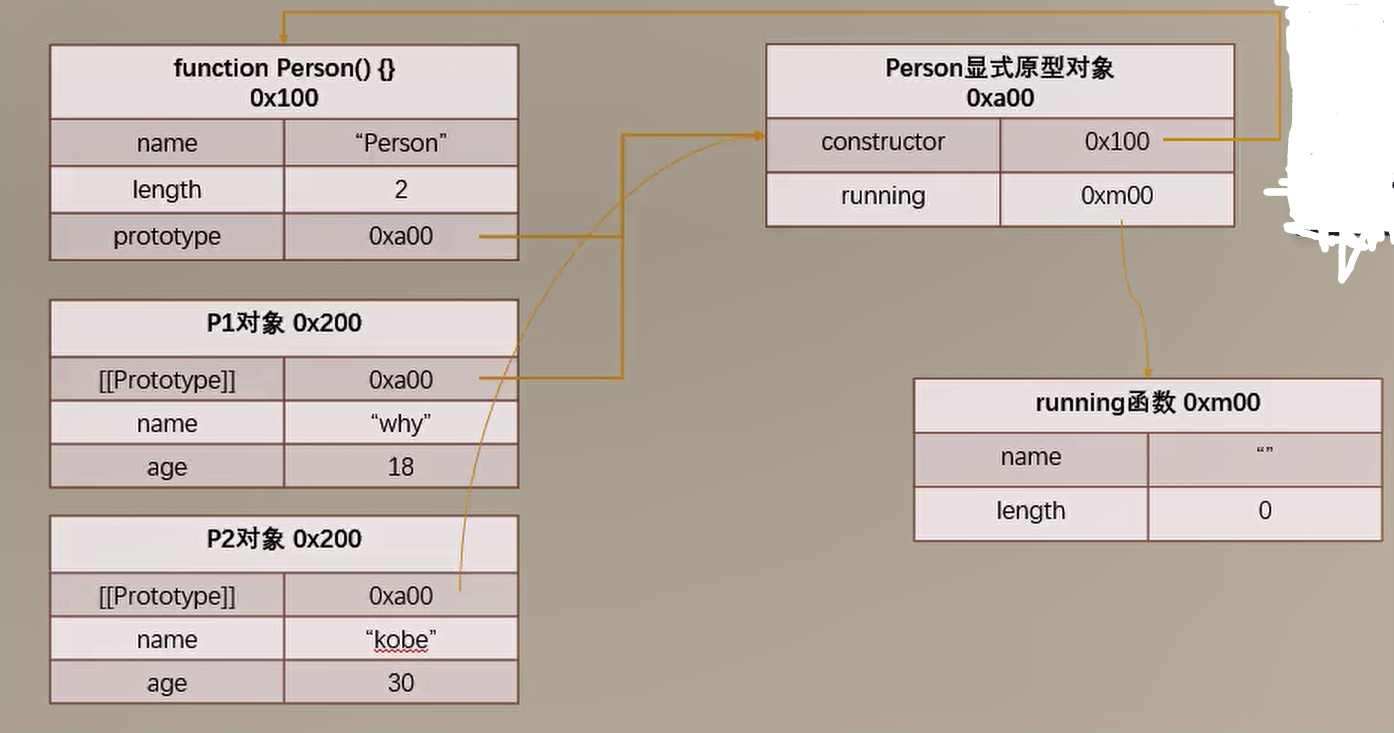 function Person() {}
0x100
name “Person”
length 2
prototype 0xa00
Person显式原型对象
0xa00
constructor 0x100
running 0xm00
P1对象 0x200
[[Prototype]] 0xa00
name “why”
age 18
running函数 0xm00
name “”
length 0
P2对象 0x200
[[Prototype]] 0xa00
name “kobe”
age 30